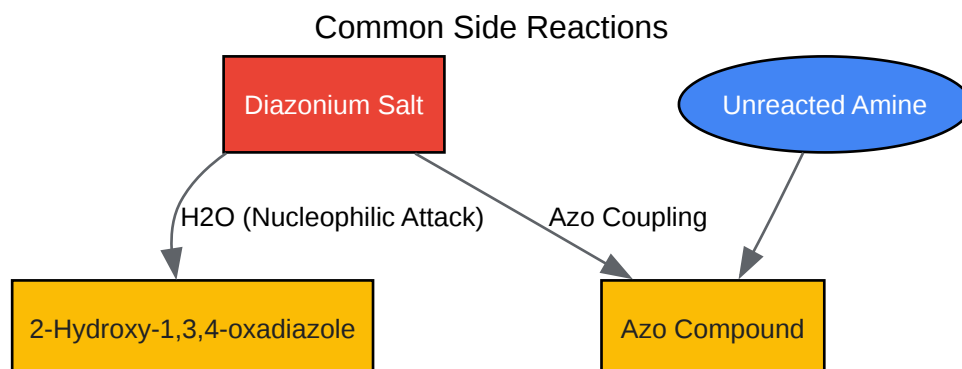 Common Side Reactions
Diazonium Salt
Unreacted Amine
H2O (Nucleophilic Attack)
Azo Coupling
2-Hydroxy-1,3,4-oxadiazole
Azo Compound